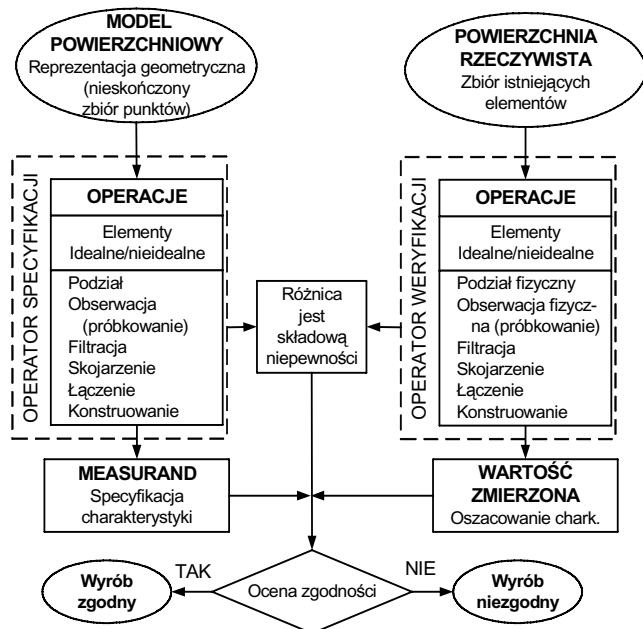 MODEL
POWIERZCHNIOWY
Reprezentacja geometryczna
(nieskończony
zbiór punktów)
POWIERZCHNIA
RZECZYWISTA
Zbiór istniejących
elementów
OPERATOR SPECYFIKACJI
OPERACJE
Elementy
Idealne/nieidealne
Podział
Obserwacja
(próbkowanie)
Filtracja
Skojarzenie
Łączenie
Konstruowanie
Różnica
jest
składową
niepewności
OPERATOR WERYFIKACJI
OPERACJE
Elementy
Idealne/nieidealne
Podział fizyczny
Obserwacja fizycz-
na (próbkowanie)
Filtracja
Skojarzenie
Łączenie
Konstruowanie
MEASURAND
Specyfikacja
charakterystyki
WARTOŚĆ
ZMIERZONA
Oszacowanie chark.
Wyrób
zgodny
TAK
Ocena zgodności
NIE
Wyrób
niezgodny